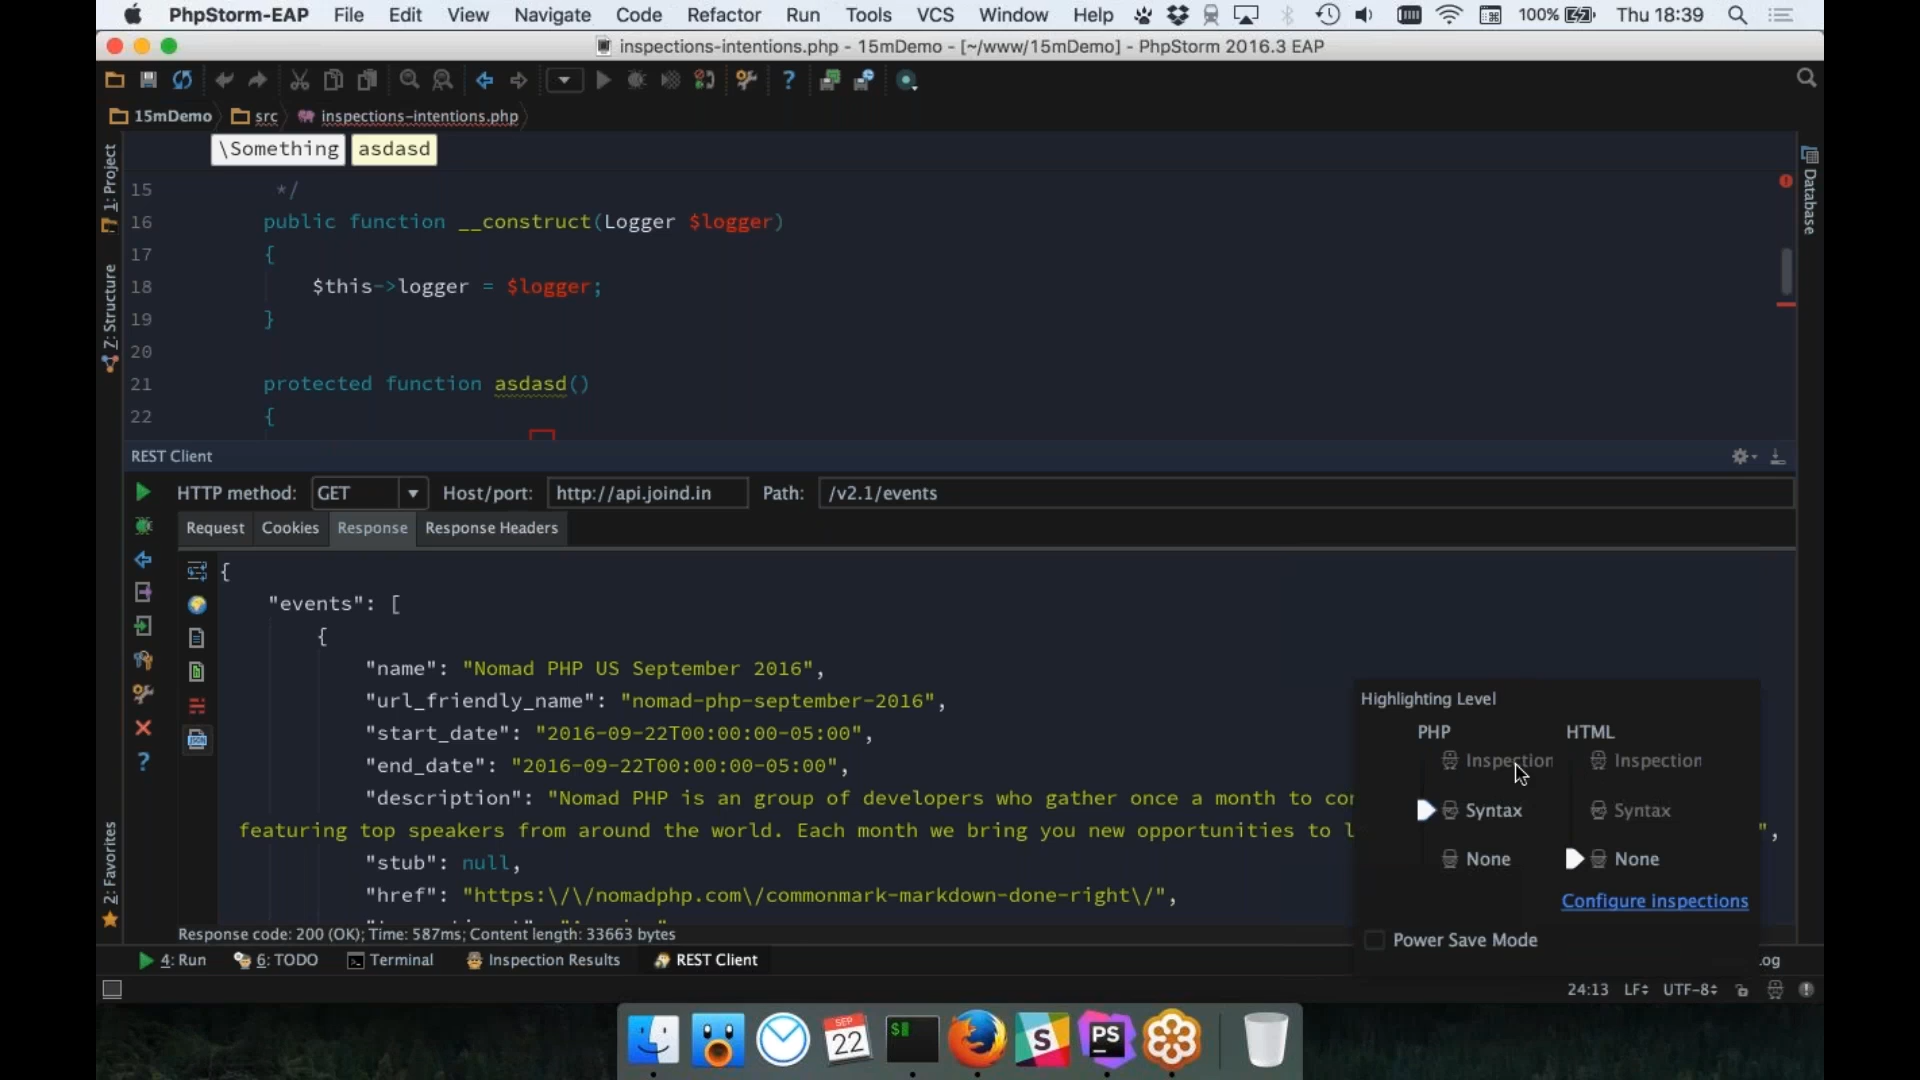 PhpStorm-EAP File Edit View Navigate Code Refactor Run Tools VCS Window Help 100% Thu 18:39
inspections-intentions.php - 15mDemo - [~/www/15mDemo] - PhpStorm 2016.3 EAP
15mDemo src inspections-intentions.php
\Something asdasd
1: Project
Z: Structure
2: Favorites
Database
15 */
16 public function __construct(Logger $logger)
17 {
18 $this->logger = $logger;
19 }
20
21 protected function asdasd()
22 {
REST Client
HTTP method: GET Host/port: http://api.joind.in Path: /v2.1/events
Request Cookies Response Response Headers
{
"events": [
{
"name": "Nomad PHP US September 2016",
"url_friendly_name": "nomad-php-september-2016",
"start_date": "2016-09-22T00:00:00-05:00",
"end_date": "2016-09-22T00:00:00-05:00",
"description": "Nomad PHP is an group of developers who gather once a month to
featuring top speakers from around the world. Each month we bring you new opportunities to ",
"stub": null,
"href": "https:\/\/nomadphp.com\/commonmark-markdown-done-right\/",
Response code: 200 (OK); Time: 587ms; Content length: 33663 bytes
Highlighting Level
PHP HTML
Inspection Inspection
Syntax Syntax
None None
Configure inspections
Power Save Mode
4: Run 6: TODO Terminal Inspection Results REST Client
24:13 LF UTF-8
SEP
22
$
S
PS